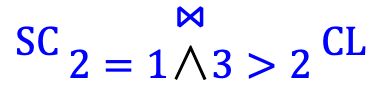 ⋈
SC 2 = 1 ∧ 3 > 2 CL